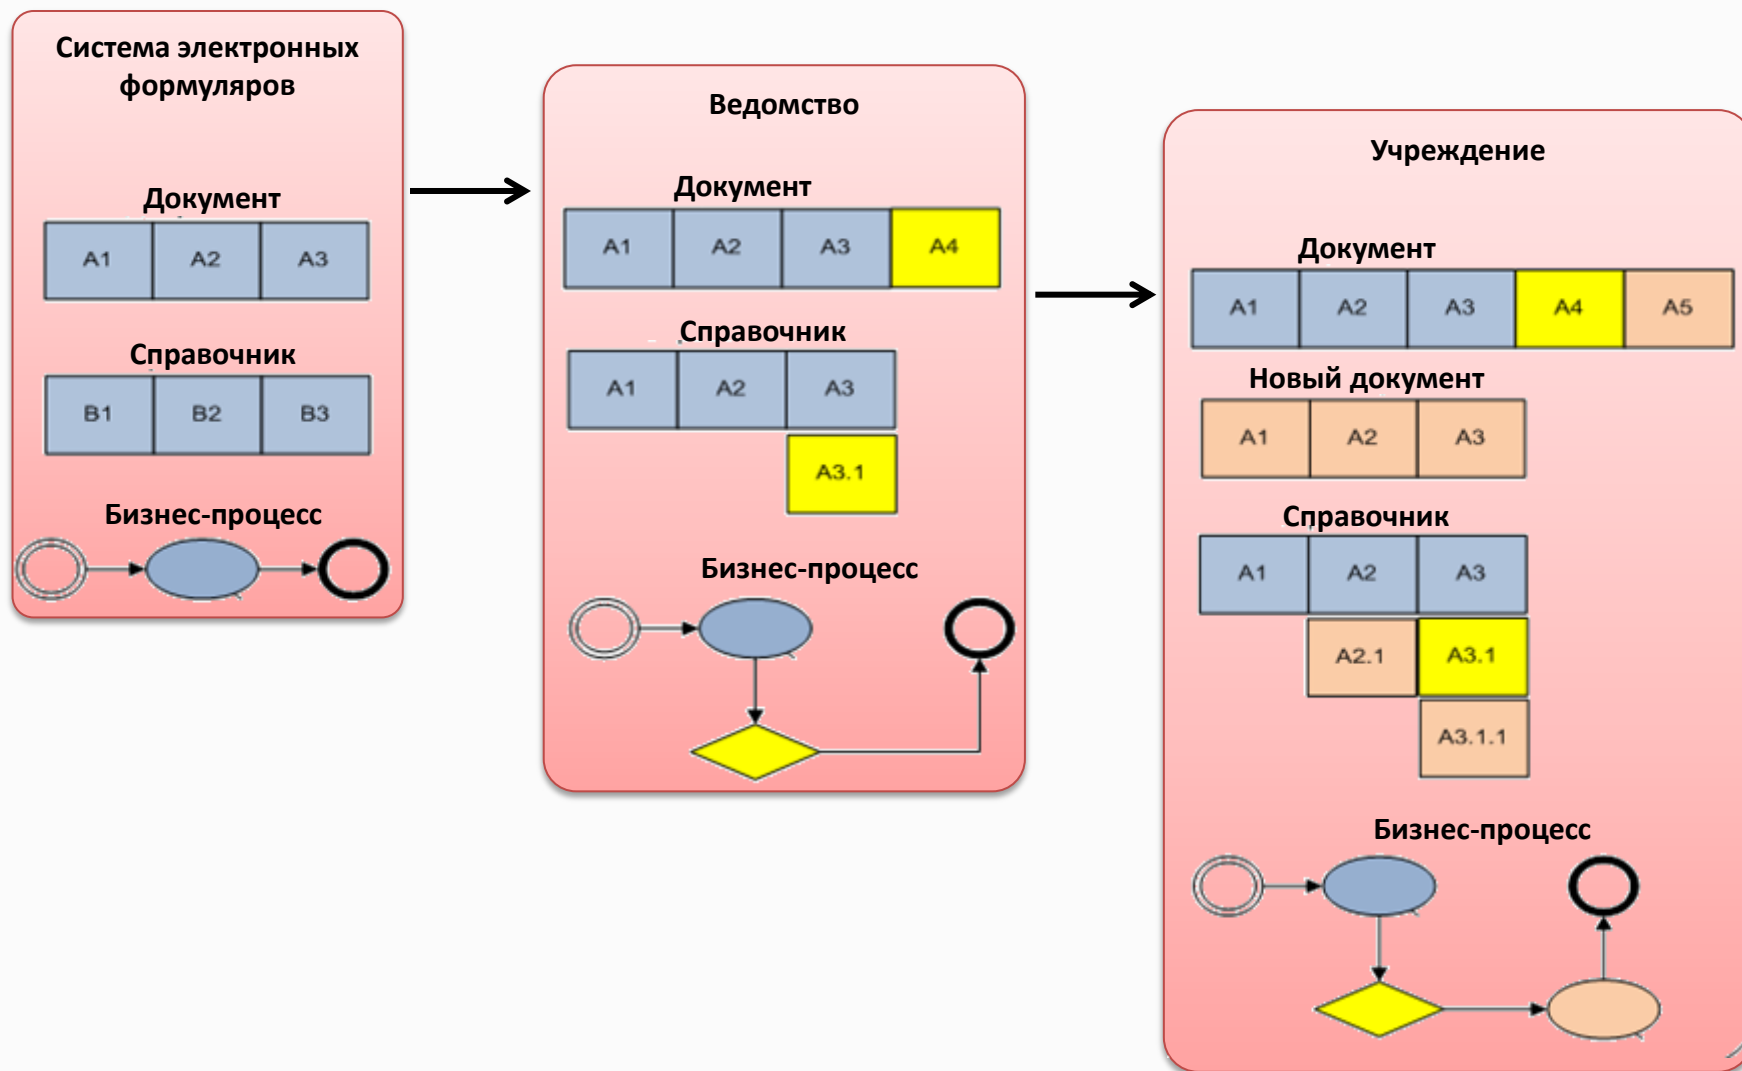 Система электронных
формуляров
Документ
A1 A2 A3
Справочник
B1 B2 B3
Бизнес-процесс
Ведомство
Документ
A1 A2 A3 A4
Справочник
A1 A2 A3
A3.1
Бизнес-процесс
Учреждение
Документ
A1 A2 A3 A4 A5
Новый документ
A1 A2 A3
Справочник
A1 A2 A3
A2.1 A3.1
A3.1.1
Бизнес-процесс